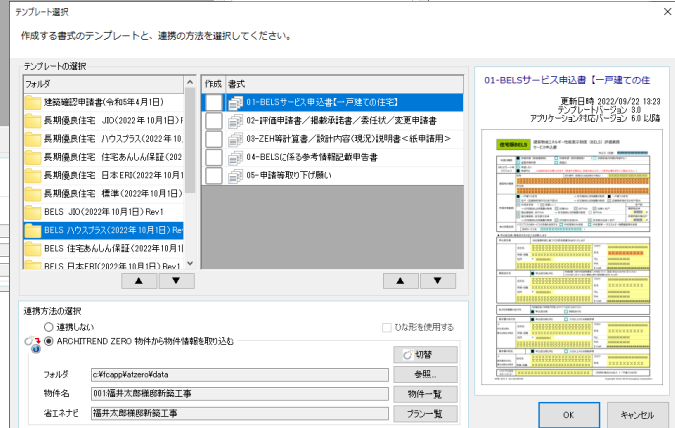 テンプレート選択
作成する書式のテンプレートと、連携の方法を選択してください。
テンプレートの選択
フォルダ
建築確認申請書(令和5年4月1日)
長期優良住宅 JIO(2022年10月1日)F
長期優良住宅 ハウスプラス(2022年10.
長期優良住宅 住宅あんしん保証(202
長期優良住宅 日本ERI(2022年10月1
長期優良住宅 標準(2022年10月1日)
BELS JIO(2022年10月1日) Rev1
BELS ハウスプラス(2022年10月1日) Rev
BELS 住宅あんしん保証(2022年10月1
BELS 日本ERI(2022年10月1日) Rev1
作成 書式
01-BELSサービス申込書【一戸建ての住宅】
02-評価申請書/掲載承諾書/委任状/変更申請書
03-ZEH等計算書/設計内容(現況)説明書<紙申請用>
04-BELSに係る参考情報記載申告書
05-申請等取り下げ願い
▲ ▼
▲ ▼
01-BELSサービス申込書【一戸建ての住
更新日時 2022/09/22 13:23
テンプレートバージョン 3.0
アプリケーション対応バージョン 6.0 以降
住宅版BELS
連携方法の選択
連携しない
ひな形を使用する
ARCHITREND ZERO 物件から物件情報を取り込む
切替
フォルダ c:¥fcapp¥atzero¥data 参照...
物件名 001:福井太郎様邸新築工事 物件一覧
省エネナビ 福井太郎様邸新築工事 プラン一覧
OK キャンセル